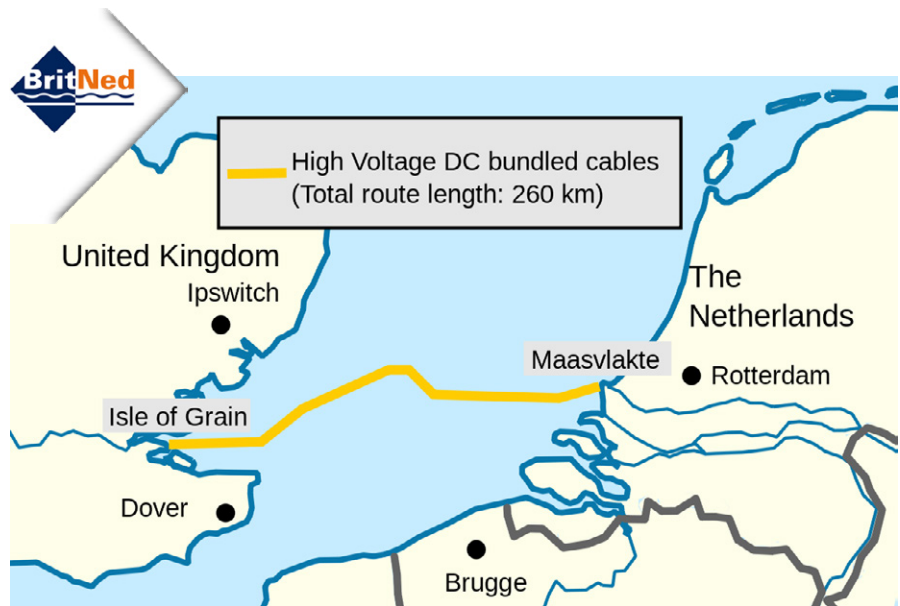 BritNed
High Voltage DC bundled cables
(Total route length: 260 km)
United Kingdom
Ipswitch
The
Netherlands
Maasvlakte
Rotterdam
Isle of Grain
Dover
Brugge